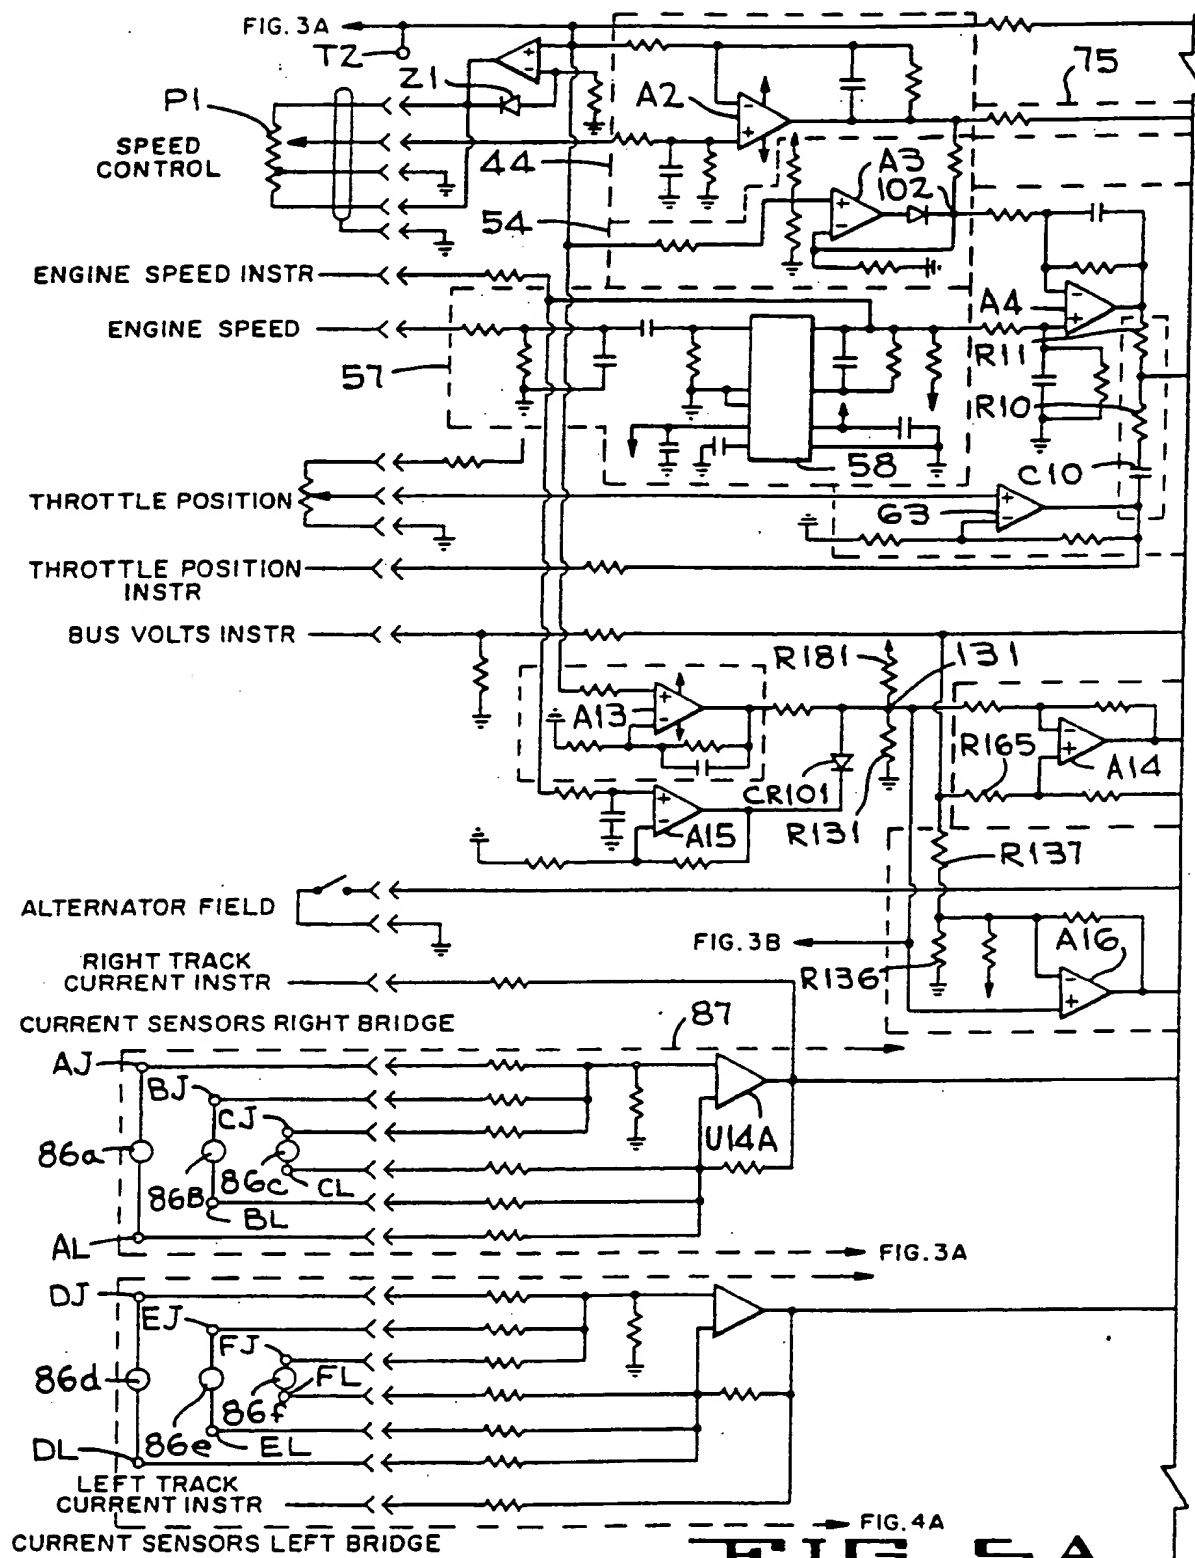 FIG. 3A
T2
Z1
75
P1
A2
SPEED
CONTROL
44
A3
102
54
ENGINE SPEED INSTR
A4
ENGINE SPEED
R11
57
R10
58
C10
THROTTLE POSITION
63
THROTTLE POSITION
INSTR
BUS VOLTS INSTR
R181
131
A13
R165
A14
CR101
R131
A15
R137
ALTERNATOR FIELD
FIG. 3B
A16
RIGHT TRACK
CURRENT INSTR
R136
CURRENT SENSORS RIGHT BRIDGE
87
AJ
BJ
CJ
U14A
86a
86B
86c
CL
BL
AL
FIG. 3A
DJ
EJ
FJ
86d
FL
86f
86e
EL
DL
LEFT TRACK
CURRENT INSTR
FIG. 4A
CURRENT SENSORS LEFT BRIDGE
FIG. 5A